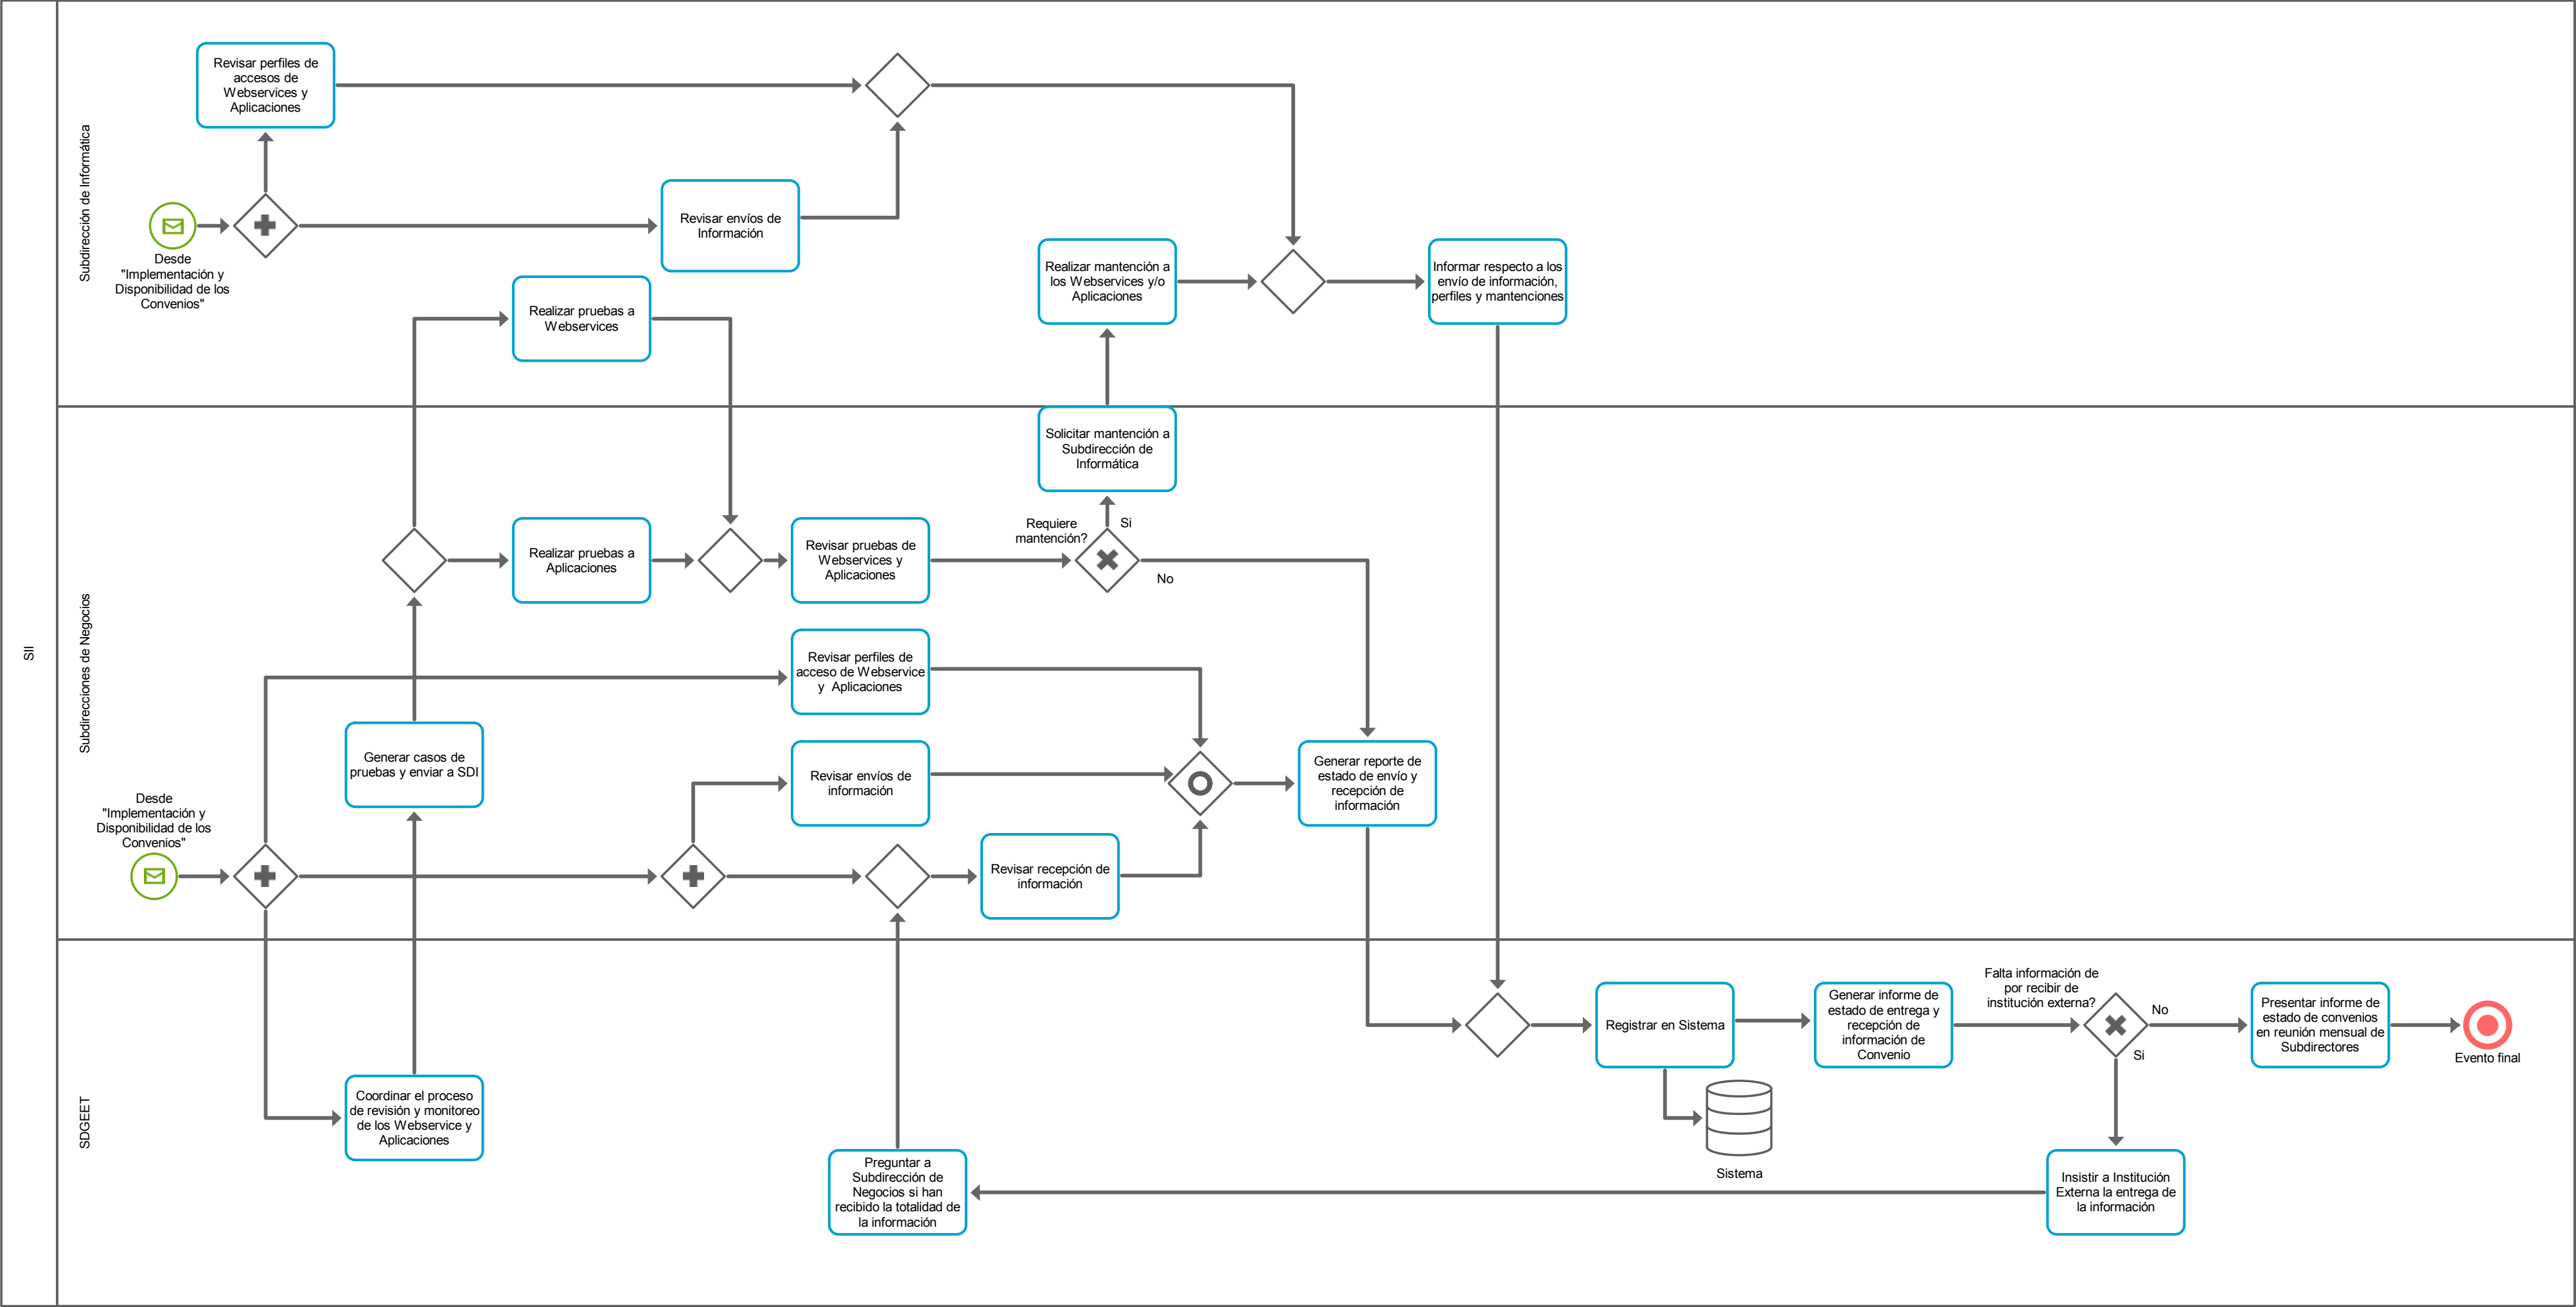 SII
Subdirección de Informática
Revisar perfiles de
accesos de
Webservices y
Aplicaciones
Desde
"Implementación y
Disponibilidad de los
Convenios"
Revisar envíos de
Información
Realizar pruebas a
Webservices
Realizar mantención a
los Webservices y/o
Aplicaciones
Informar respecto a los
envío de información,
perfiles y mantenciones
Subdirecciones de Negocios
Solicitar mantención a
Subdirección de
Informática
Realizar pruebas a
Aplicaciones
Revisar pruebas de
Webservices y
Aplicaciones
Requiere
mantención?
Si
No
Revisar perfiles de
acceso de Webservice
y Aplicaciones
Generar casos de
pruebas y enviar a SDI
Revisar envíos de
información
Generar reporte de
estado de envío y
recepción de
información
Desde
"Implementación y
Disponibilidad de los
Convenios"
Revisar recepción de
información
SDGEET
Coordinar el proceso
de revisión y monitoreo
de los Webservice y
Aplicaciones
Preguntar a
Subdirección de
Negocios si han
recibido la totalidad de
la información
Registrar en Sistema
Sistema
Generar informe de
estado de entrega y
recepción de
información de
Convenio
Falta información de
por recibir de
institución externa?
No
Si
Presentar informe de
estado de convenios
en reunión mensual de
Subdirectores
Evento final
Insistir a Institución
Externa la entrega de
la información